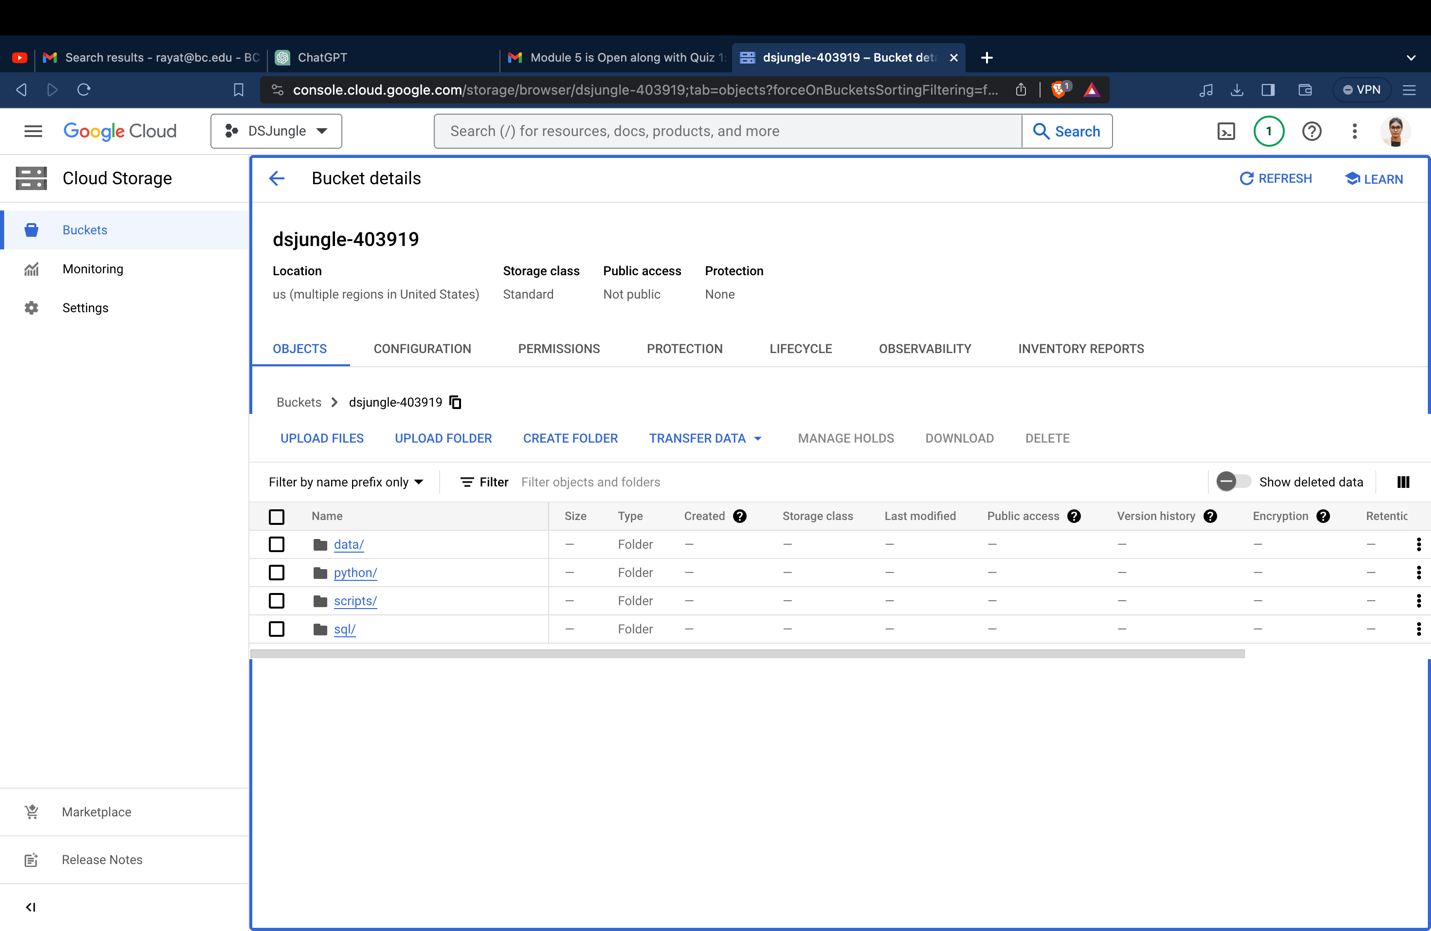 Search results - rayat@bc.edu - BC
ChatGPT
Module 5 is Open along with Quiz 1:
dsjungle-403919 – Bucket deta
console.cloud.google.com/storage/browser/dsjungle-403919;tab=objects?forceOnBucketsSortingFiltering=f...
1
VPN
Google Cloud
DSJungle
Search (/) for resources, docs, products, and more
Search
1
Cloud Storage
Bucket details
REFRESH
LEARN
Buckets
Monitoring
Settings
dsjungle-403919
Location Storage class Public access Protection
us (multiple regions in United States) Standard Not public None
OBJECTS CONFIGURATION PERMISSIONS PROTECTION LIFECYCLE OBSERVABILITY INVENTORY REPORTS
Buckets > dsjungle-403919
UPLOAD FILES UPLOAD FOLDER CREATE FOLDER TRANSFER DATA MANAGE HOLDS DOWNLOAD DELETE
Filter by name prefix only Filter Filter objects and folders Show deleted data
Name Size Type Created Storage class Last modified Public access Version history Encryption Retentic
data/ — Folder — — — — — — —
python/ — Folder — — — — — — —
scripts/ — Folder — — — — — — —
sql/ — Folder — — — — — — —
Marketplace
Release Notes